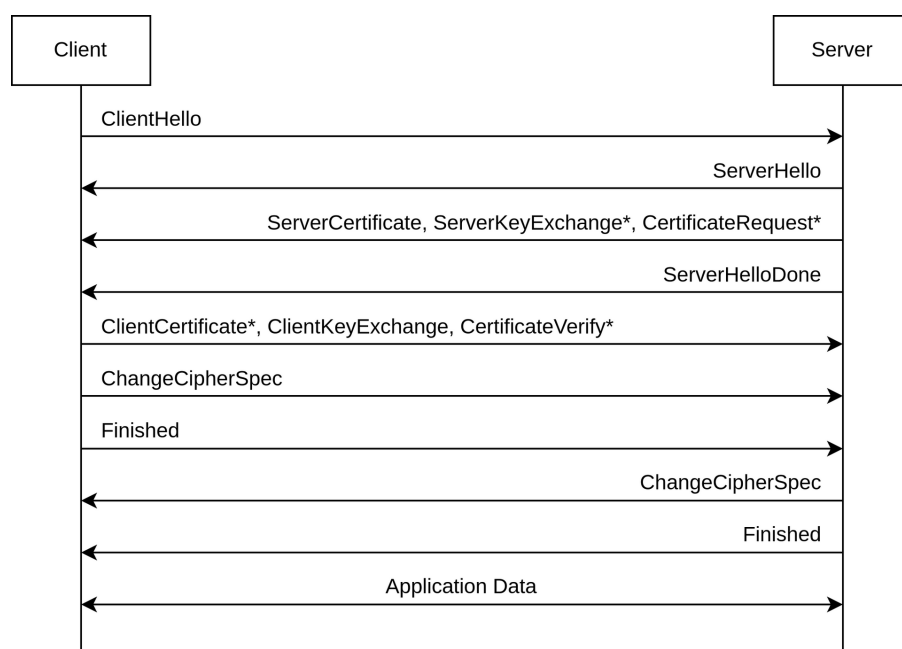 Client
Server
ClientHello
ServerHello
ServerCertificate, ServerKeyExchange*, CertificateRequest*
ServerHelloDone
ClientCertificate*, ClientKeyExchange, CertificateVerify*
ChangeCipherSpec
Finished
ChangeCipherSpec
Finished
Application Data